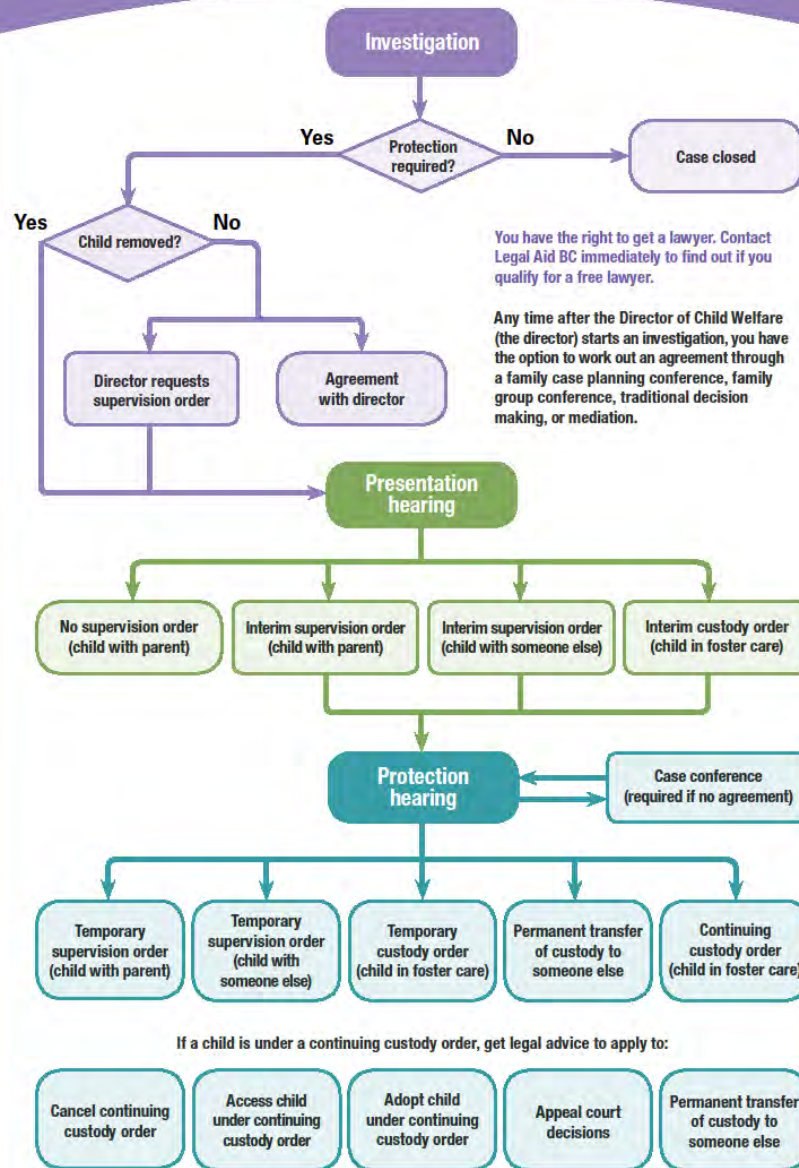 Investigation
Yes
Protection
required?
No
Case closed
Yes
Child removed?
No
You have the right to get a lawyer. Contact
Legal Aid BC immediately to find out if you
qualify for a free lawyer.
Any time after the Director of Child Welfare
(the director) starts an investigation, you have
the option to work out an agreement through
a family case planning conference, family
group conference, traditional decision
making, or mediation.
Director requests
supervision order
Agreement
with director
Presentation
hearing
No supervision order
(child with parent)
Interim supervision order
(child with parent)
Interim supervision order
(child with someone else)
Interim custody order
(child in foster care)
Protection
hearing
Case conference
(required if no agreement)
Temporary
supervision order
(child with parent)
Temporary
supervision order
(child with
someone else)
Temporary
custody order
(child in foster care)
Permanent transfer
of custody to
someone else
Continuing
custody order
(child in foster care)
If a child is under a continuing custody order, get legal advice to apply to:
Cancel continuing
custody order
Access child
under continuing
custody order
Adopt child
under continuing
custody order
Appeal court
decisions
Permanent transfer
of custody to
someone else